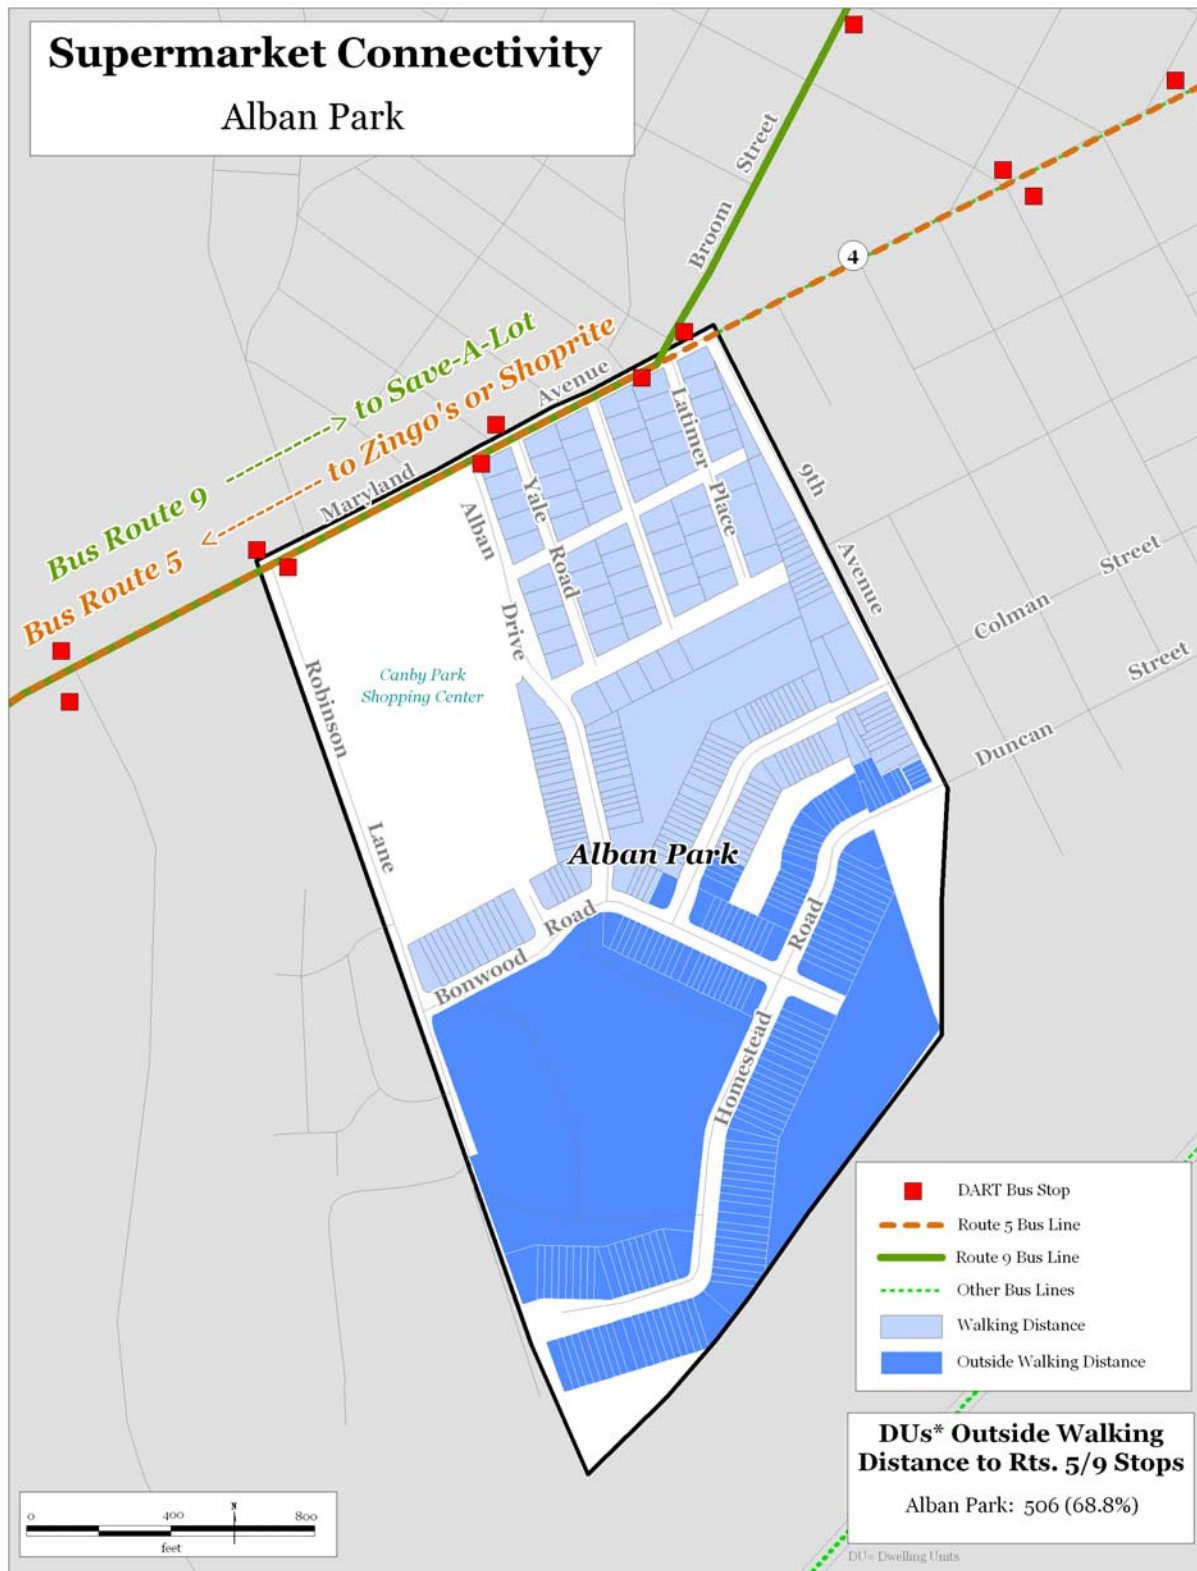 Supermarket Connectivity
Alban Park
Broom Street
4
Bus Route 9 -------> to Save-A-Lot
Bus Route 5 <------- to Zingo's or Shoprite
Maryland Avenue
Latimer Place
Yale Road
Alban Drive
9th Avenue
Colman Street
Duncan Street
Robinson Lane
Canby Park
Shopping Center
Alban Park
Bonwood Road
Homestead Road
DART Bus Stop
Route 5 Bus Line
Route 9 Bus Line
Other Bus Lines
Walking Distance
Outside Walking Distance
DUs* Outside Walking
Distance to Rts. 5/9 Stops
Alban Park: 506 (68.8%)
DU= Dwelling Units
N
0 400 800
feet